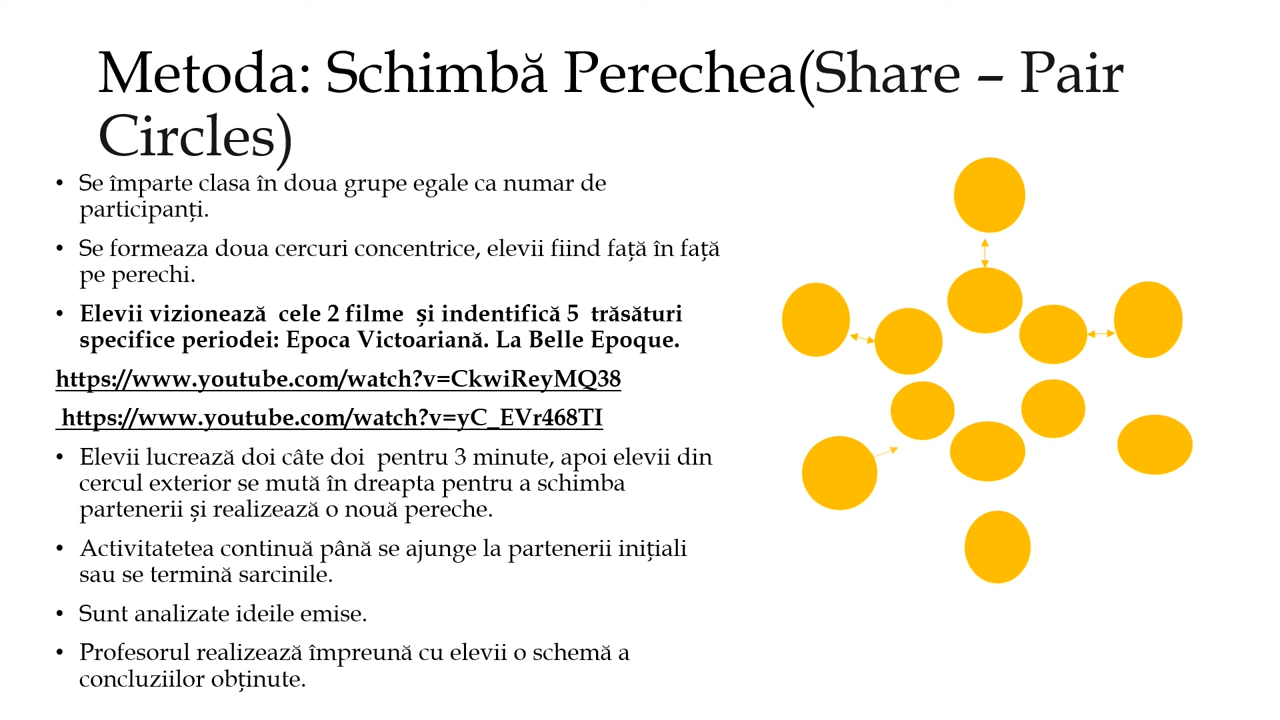 Metoda: Schimbă Perechea(Share – Pair
Circles)
• Se împarte clasa în doua grupe egale ca numar de
participanți.
• Se formeaza doua cercuri concentrice, elevii fiind față în față
pe perechi.
• Elevii vizionează cele 2 filme și indentifică 5 trăsături
specifice periodei: Epoca Victoariană. La Belle Epoque.
https://www.youtube.com/watch?v=CkwiReyMQ38
https://www.youtube.com/watch?v=yC_EVr468TI
• Elevii lucrează doi câte doi pentru 3 minute, apoi elevii din
cercul exterior se mută în dreapta pentru a schimba
partenerii și realizează o nouă pereche.
• Activitatetea continuă până se ajunge la partenerii inițiali
sau se termină sarcinile.
• Sunt analizate ideile emise.
• Profesorul realizează împreună cu elevii o schemă a
concluziilor obținute.